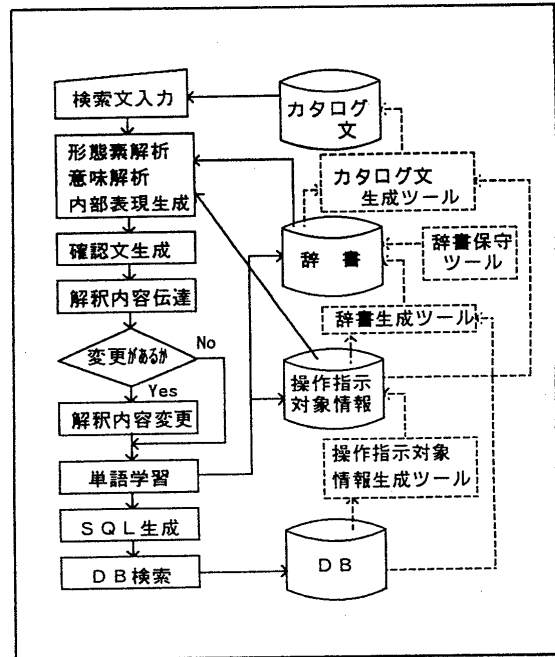 検索文入力
カタログ
文
形態素解析
意味解析
内部表現生成
カタログ文
生成ツール
確認文生成
辞書
辞書保守
ツール
解釈内容伝達
辞書生成ツール
変更があるか
No
Yes
操作指示
対象情報
解釈内容変更
操作指示対象
情報生成ツール
単語学習
SQL生成
DB
DB検索